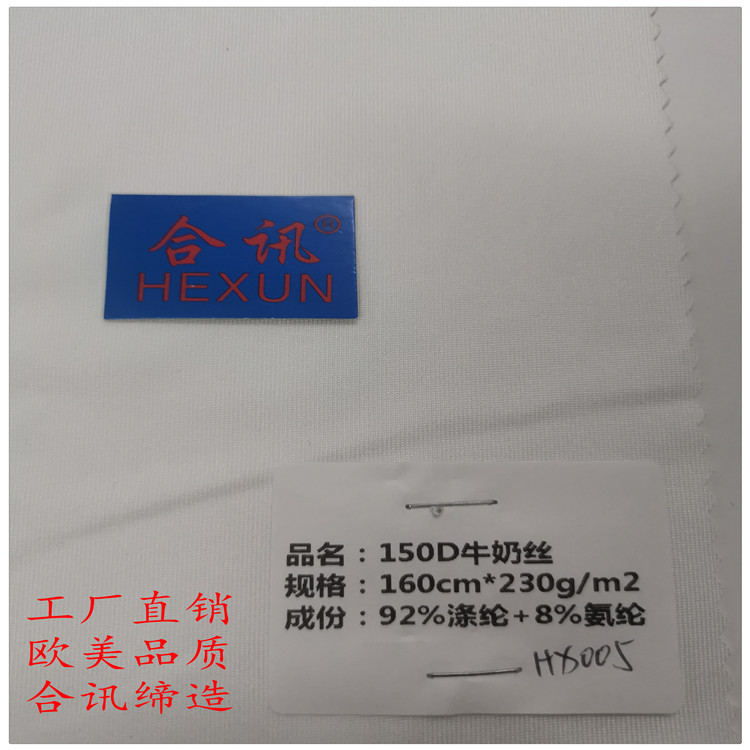 合讯
HEXUN
品名：150D牛奶丝
规格：160cm*230g/m2
成份：92%涤纶+8%氨纶
HX005
工厂直销
欧美品质
合讯缔造